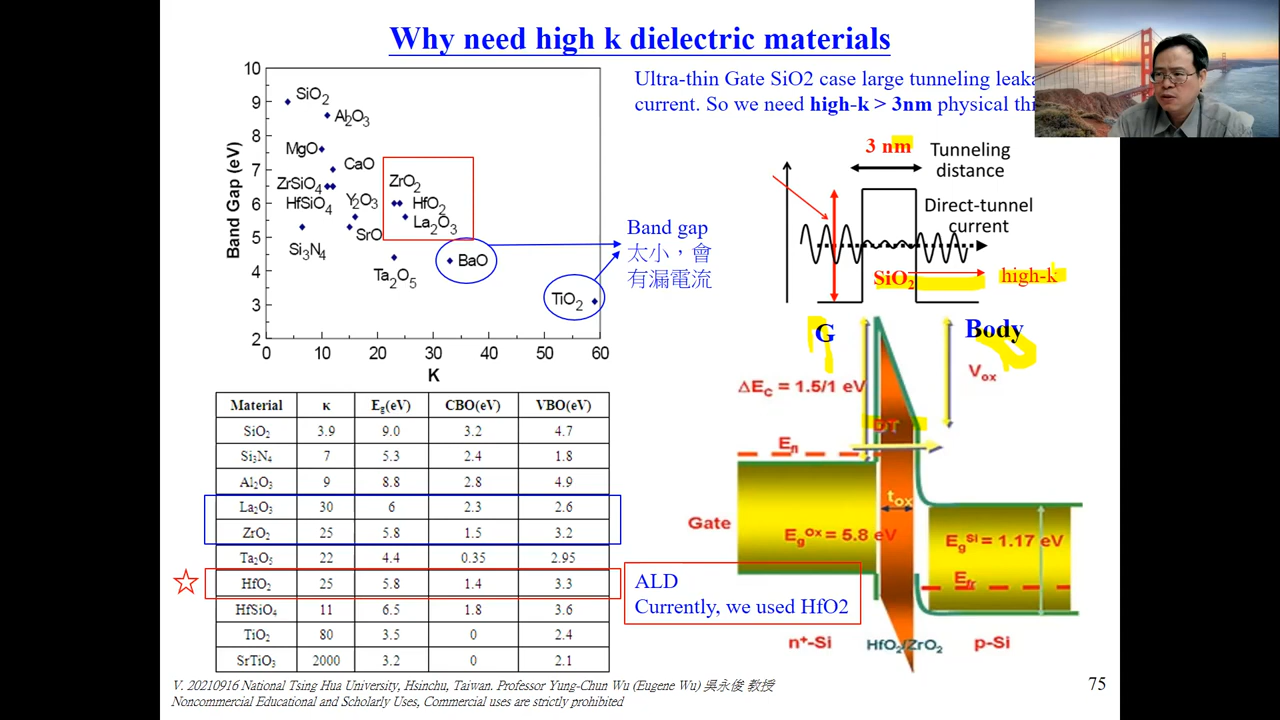 Why need high k dielectric materials
Ultra-thin Gate SiO2 case large tunneling
current. So we need high-k > 3nm physical
10
9
8
7
6
5
4
3
2
Band Gap (eV)
0
10
20
30
40
50
60
K
SiO2
Al2O3
MgO
CaO
ZrSiO4
HfSiO4
Y2O3
SrO
Si3N4
ZrO2
HfO2
La2O3
BaO
Ta2O5
TiO2
Band gap
太小，會
有漏電流
3 nm
Tunneling
distance
Direct-tunnel
current
SiO2
high-k
G
Body
ΔEc = 1.5/1 eV
Vox
DT
Efl
tox
Gate
EgOx = 5.8 eV
EgSi = 1.17 eV
Efr
n+-Si
HfO2/ZrO2
p-Si
Material κ Eg(eV) CBO(eV) VBO(eV)
SiO2 3.9 9.0 3.2 4.7
Si3N4 7 5.3 2.4 1.8
Al2O3 9 8.8 2.8 4.9
La2O3 30 6 2.3 2.6
ZrO2 25 5.8 1.5 3.2
Ta2O5 22 4.4 0.35 2.95
HfO2 25 5.8 1.4 3.3
HfSiO4 11 6.5 1.8 3.6
TiO2 80 3.5 0 2.4
SrTiO3 2000 3.2 0 2.1
ALD
Currently, we used HfO2
V. 20210916 National Tsing Hua University, Hsinchu, Taiwan. Professor Yung-Chun Wu (Eugene Wu) 吳永俊 教授
Noncommercial Educational and Scholarly Uses, Commercial uses are strictly prohibited
75